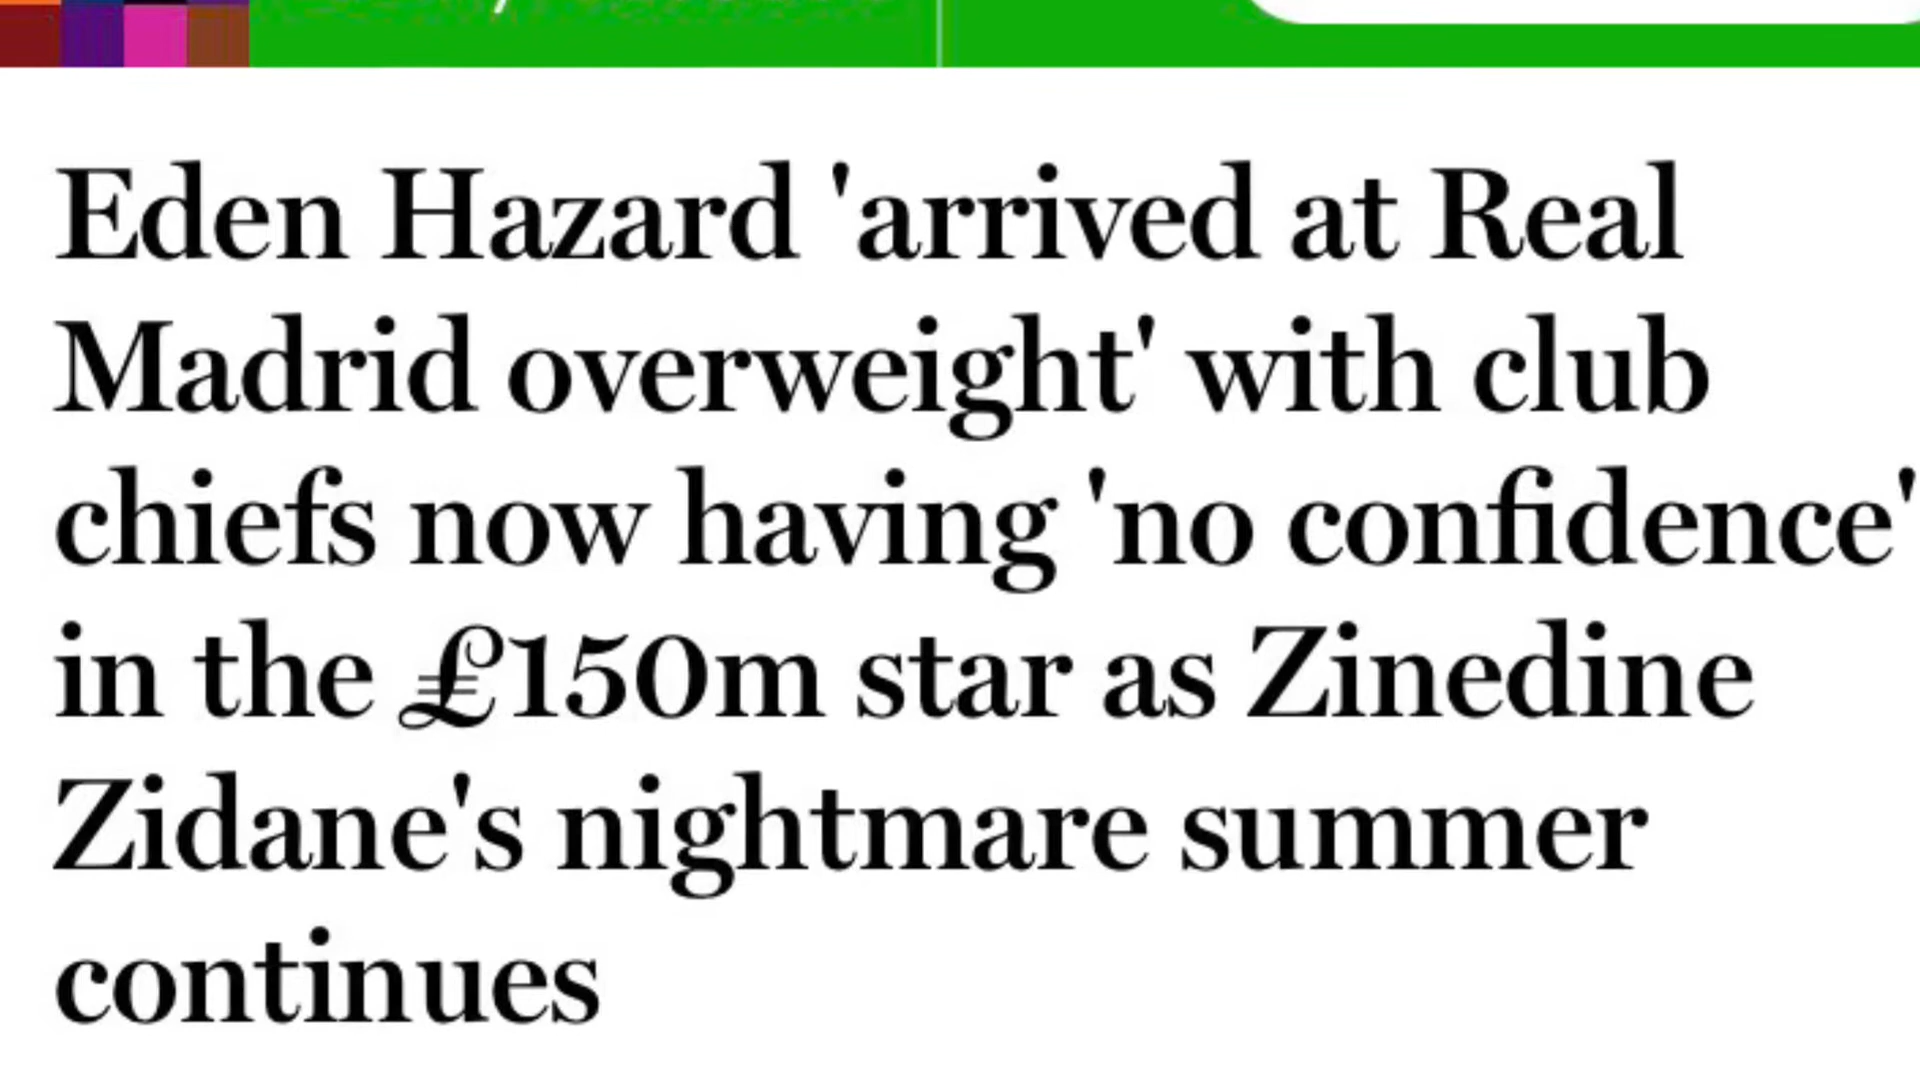 Eden Hazard 'arrived at Real
Madrid overweight' with club
chiefs now having 'no confidence'
in the £150m star as Zinedine
Zidane's nightmare summer
continues